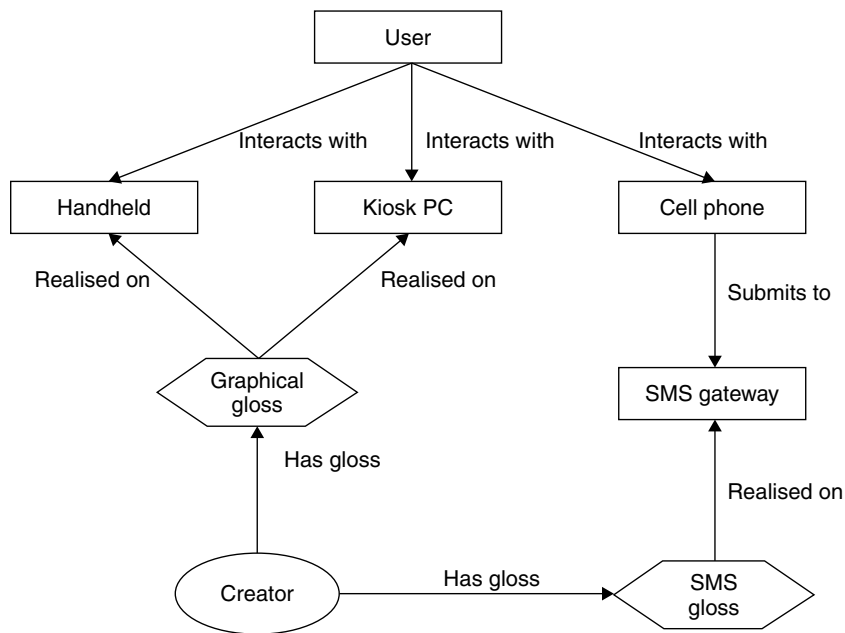 User
Interacts with
Interacts with
Interacts with
Handheld
Kiosk PC
Cell phone
Realised on
Realised on
Submits to
Graphical
gloss
SMS gateway
Has gloss
Realised on
Creator
Has gloss
SMS
gloss